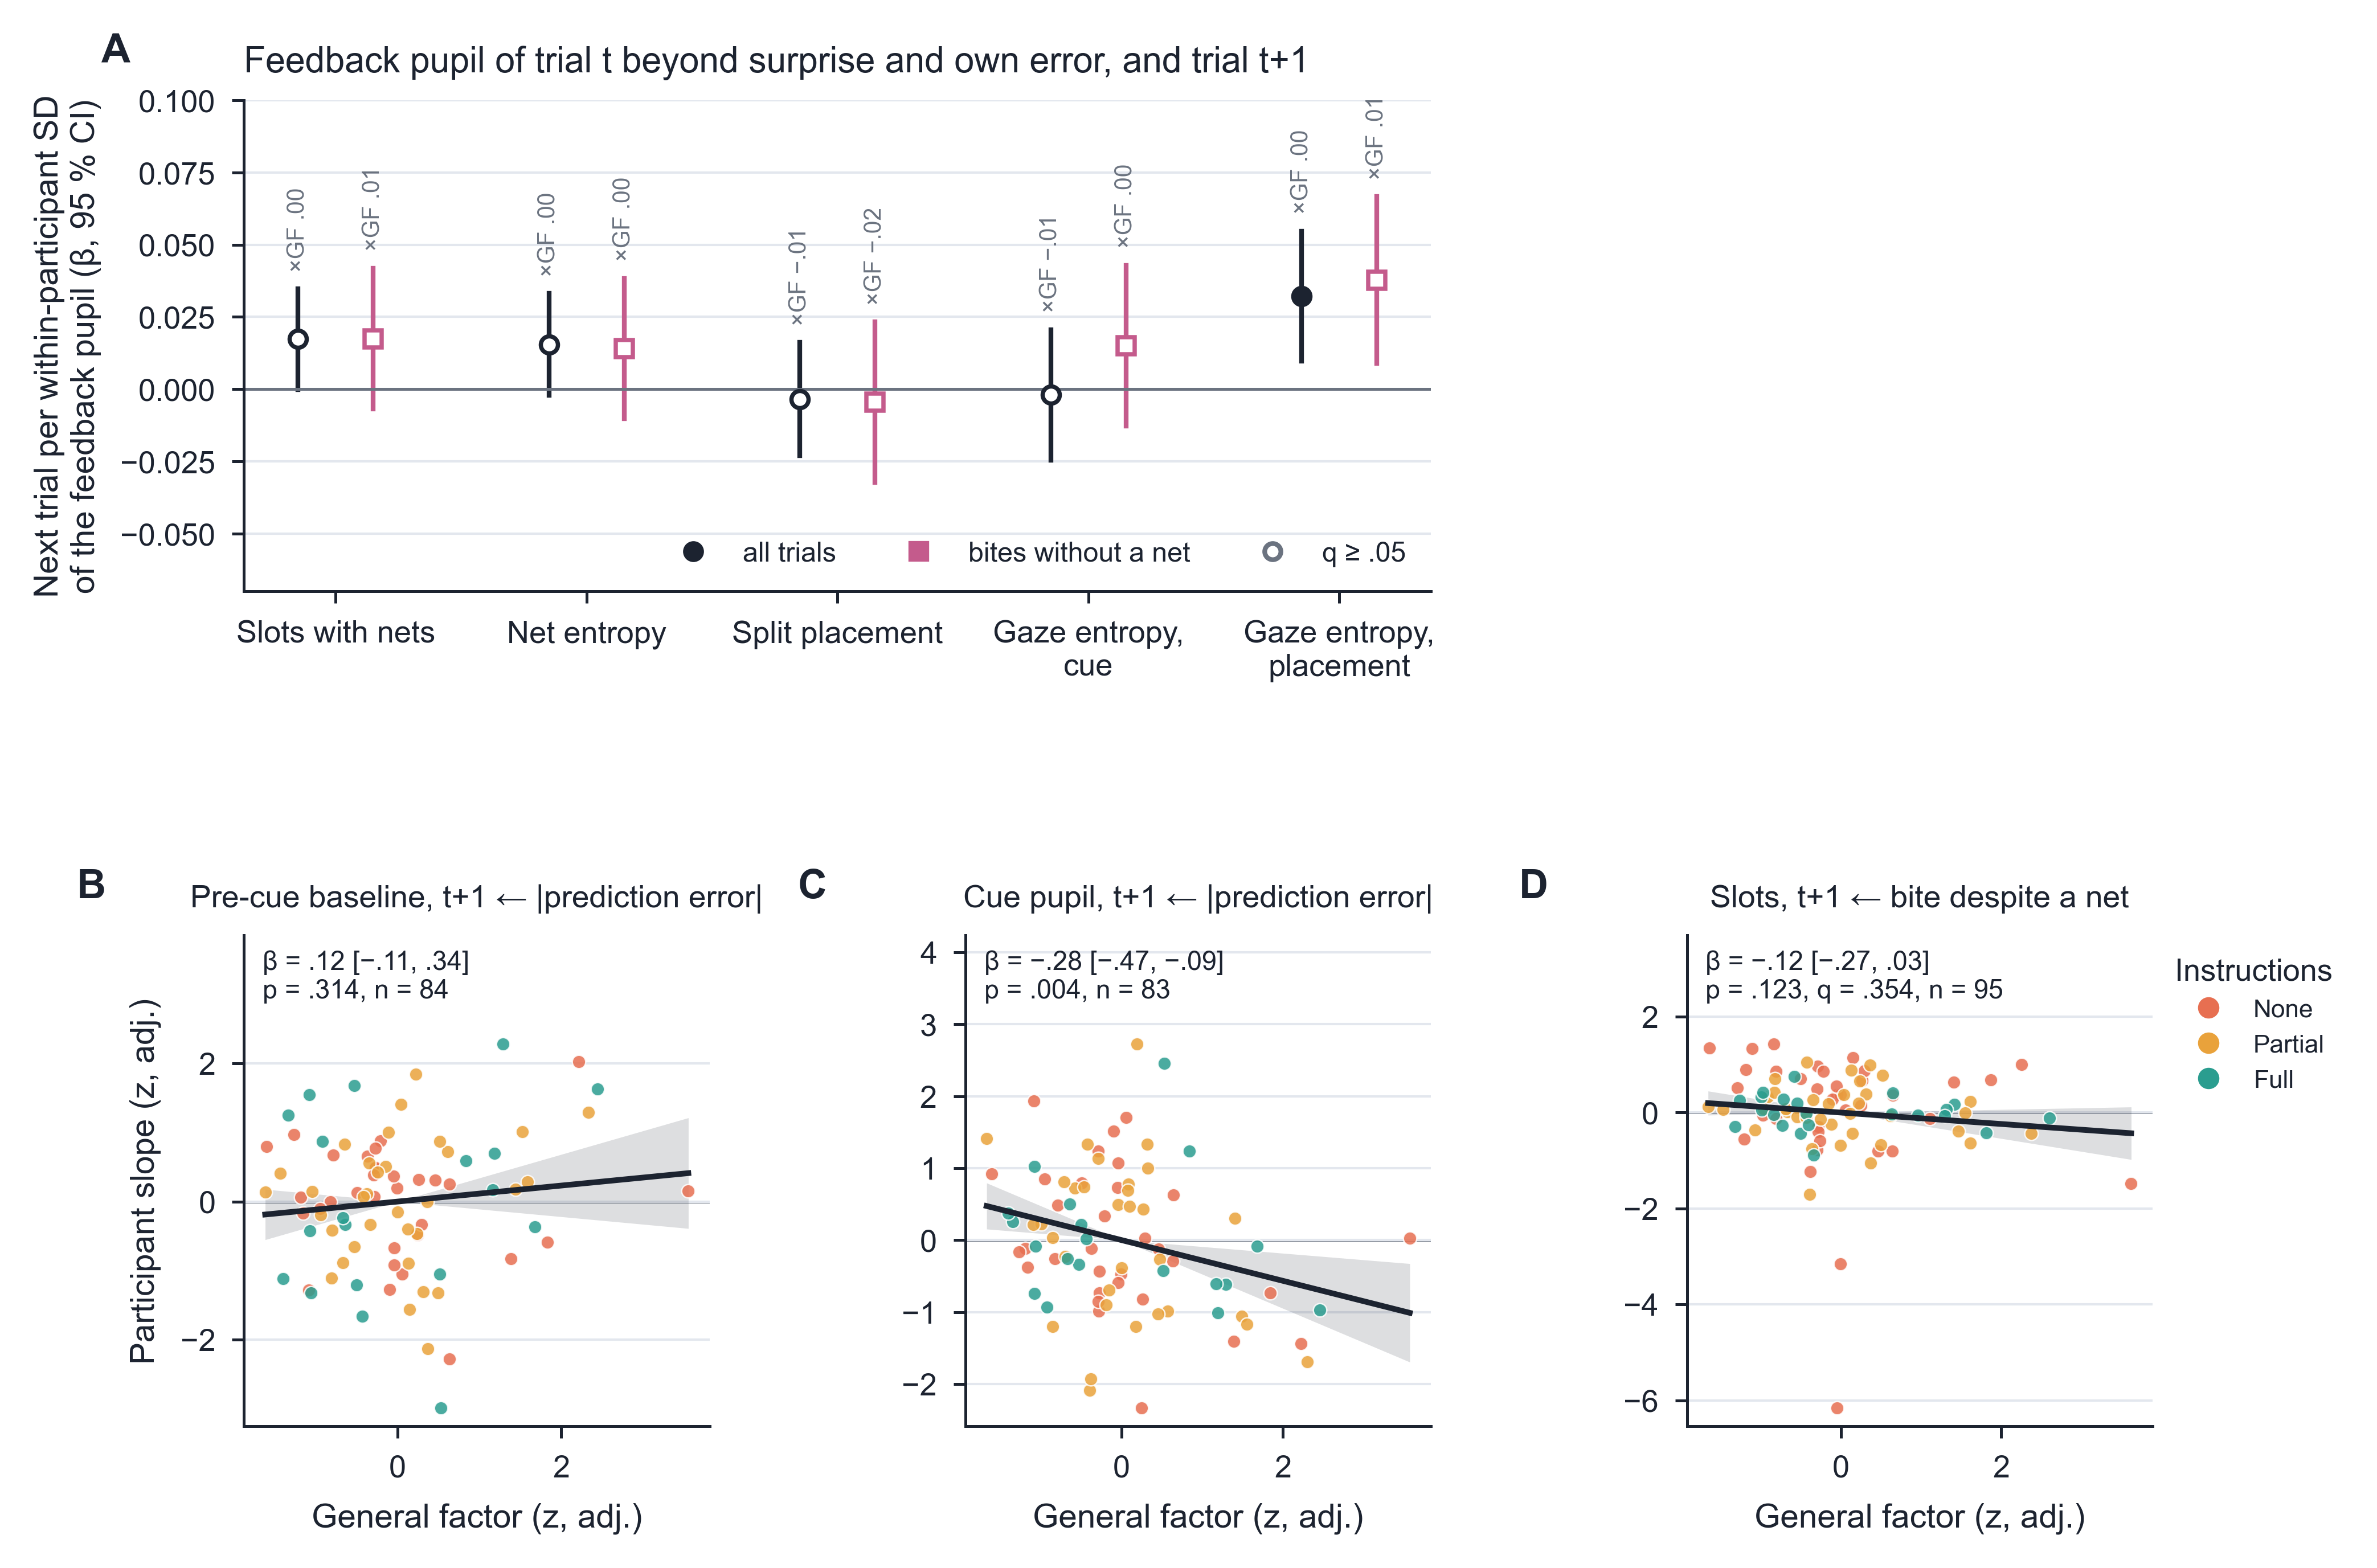 A
Feedback pupil of trial t beyond surprise and own error, and trial t+1
Next trial per within-participant SD
of the feedback pupil (β, 95 % CI)
0.100
0.075
0.050
0.025
0.000
−0.025
−0.050
×GF .00
×GF .01
×GF .00
×GF .00
×GF −.01
×GF −.02
×GF −.01
×GF .00
×GF .00
×GF .01
all trials
bites without a net
q ≥ .05
Slots with nets
Net entropy
Split placement
Gaze entropy,
cue
Gaze entropy,
placement
B
Pre-cue baseline, t+1 ← |prediction error|
β = .12 [−.11, .34]
p = .314, n = 84
Participant slope (z, adj.)
2
0
−2
0
2
General factor (z, adj.)
C
Cue pupil, t+1 ← |prediction error|
β = −.28 [−.47, −.09]
p = .004, n = 83
4
3
2
1
0
−1
−2
0
2
General factor (z, adj.)
D
Slots, t+1 ← bite despite a net
β = −.12 [−.27, .03]
p = .123, q = .354, n = 95
2
0
−2
−4
−6
0
2
General factor (z, adj.)
Instructions
None
Partial
Full